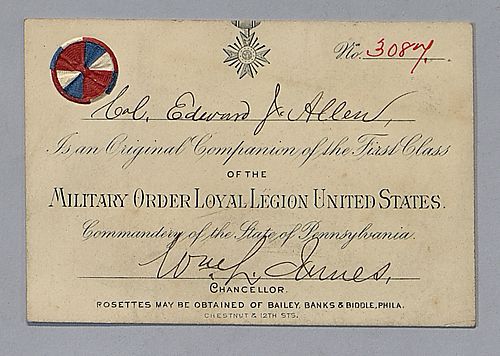 No. 3084.
Col. Edward J. Allen,
Is an Original Companion of the First Class
OF THE
MILITARY ORDER LOYAL LEGION UNITED STATES.
Commandery of the State of Pennsylvania.
Wm. L. James,
CHANCELLOR.
ROSETTES MAY BE OBTAINED OF BAILEY, BANKS & BIDDLE, PHILA.
CHESTNUT & 12TH STS.